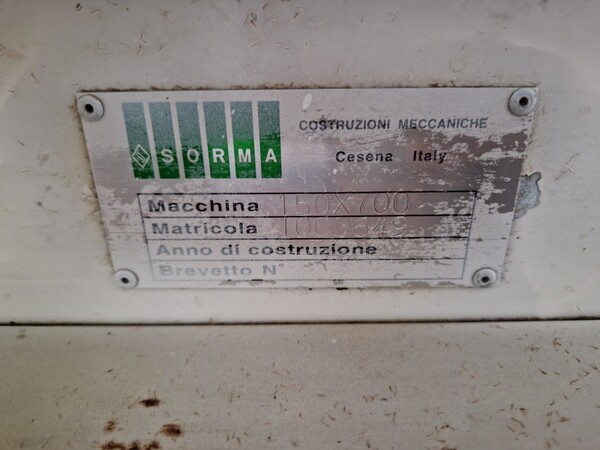 SORMA
COSTRUZIONI MECCANICHE
Cesena Italy
Macchina 150X700
Matricola
Anno di costruzione
Brevetto N°